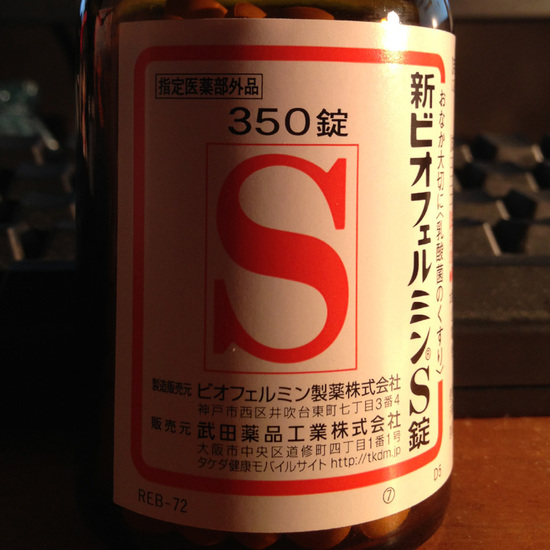 指定医薬部外品
350錠
S
新ビオフェルミン®S錠
おなか大切に〈乳酸菌のくすり〉
製造販売元 ビオフェルミン製薬株式会社
神戸市西区井吹台東町七丁目3番4
販売元 武田薬品工業株式会社
大阪市中央区道修町四丁目1番1号
タケダ健康モバイルサイト http://tkdm.jp
REB-72
⑦
D5